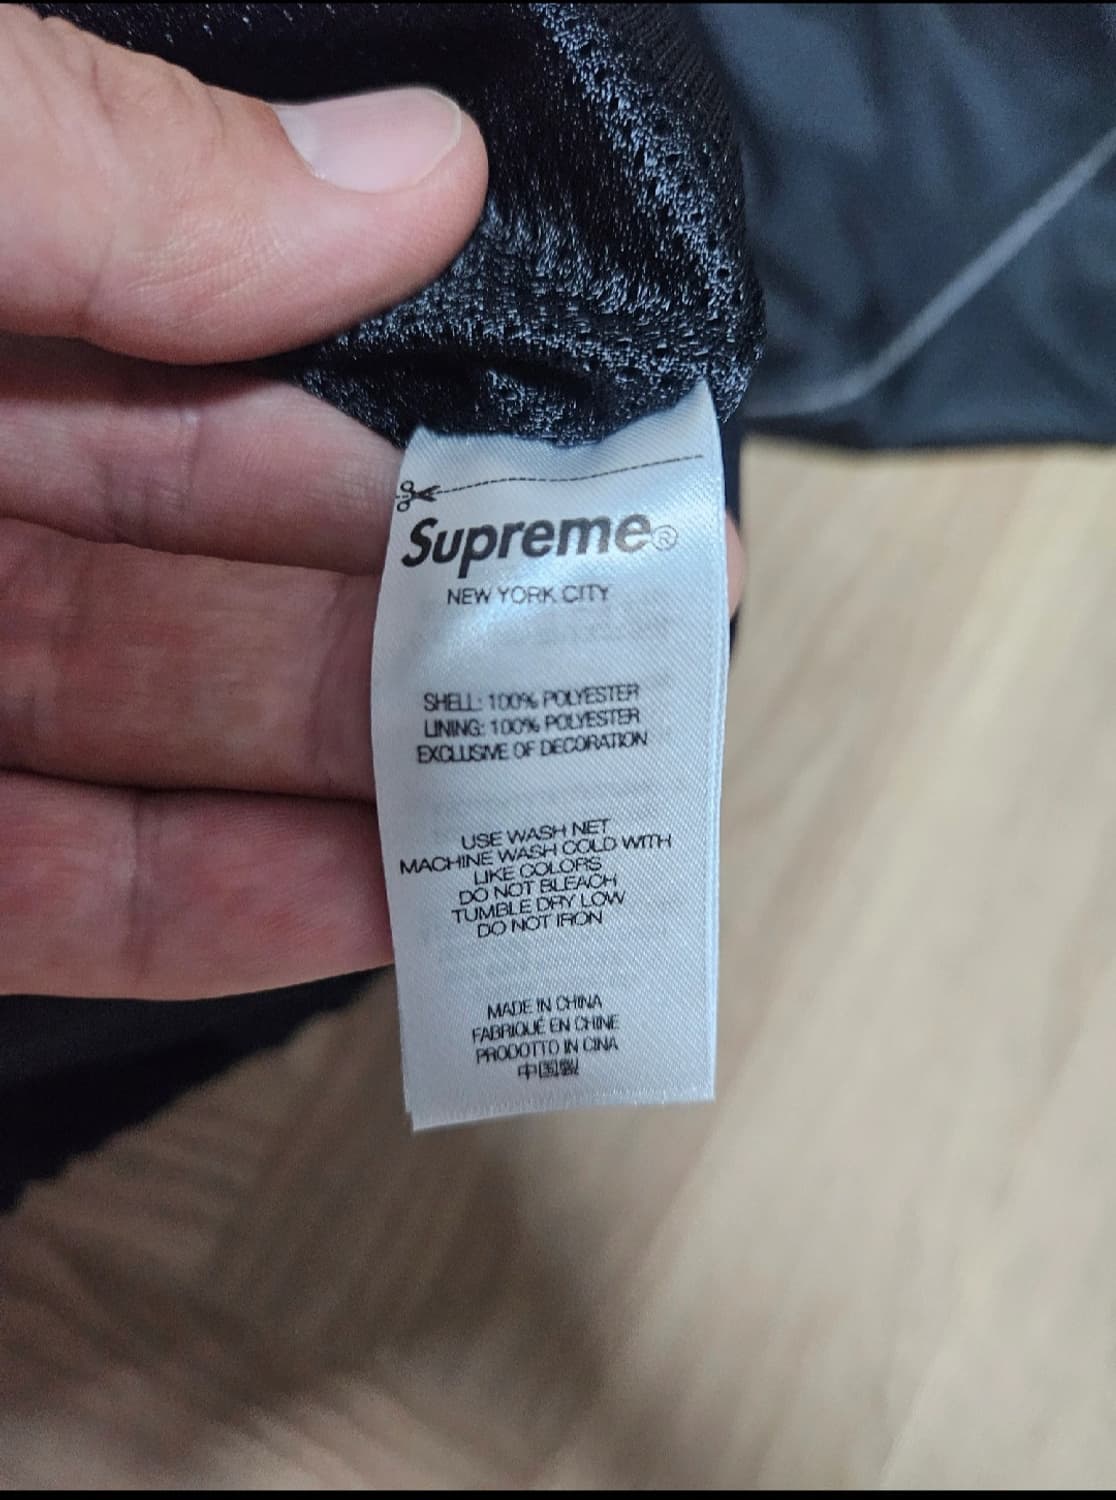 Supreme®
NEW YORK CITY
SHELL: 100% POLYESTER
LINING: 100% POLYESTER
EXCLUSIVE OF DECORATION
USE WASH NET
MACHINE WASH COLD WITH
LIKE COLORS
DO NOT BLEACH
TUMBLE DRY LOW
DO NOT IRON
MADE IN CHINA
FABRIQUÉ EN CHINE
PRODOTTO IN CINA
中国製